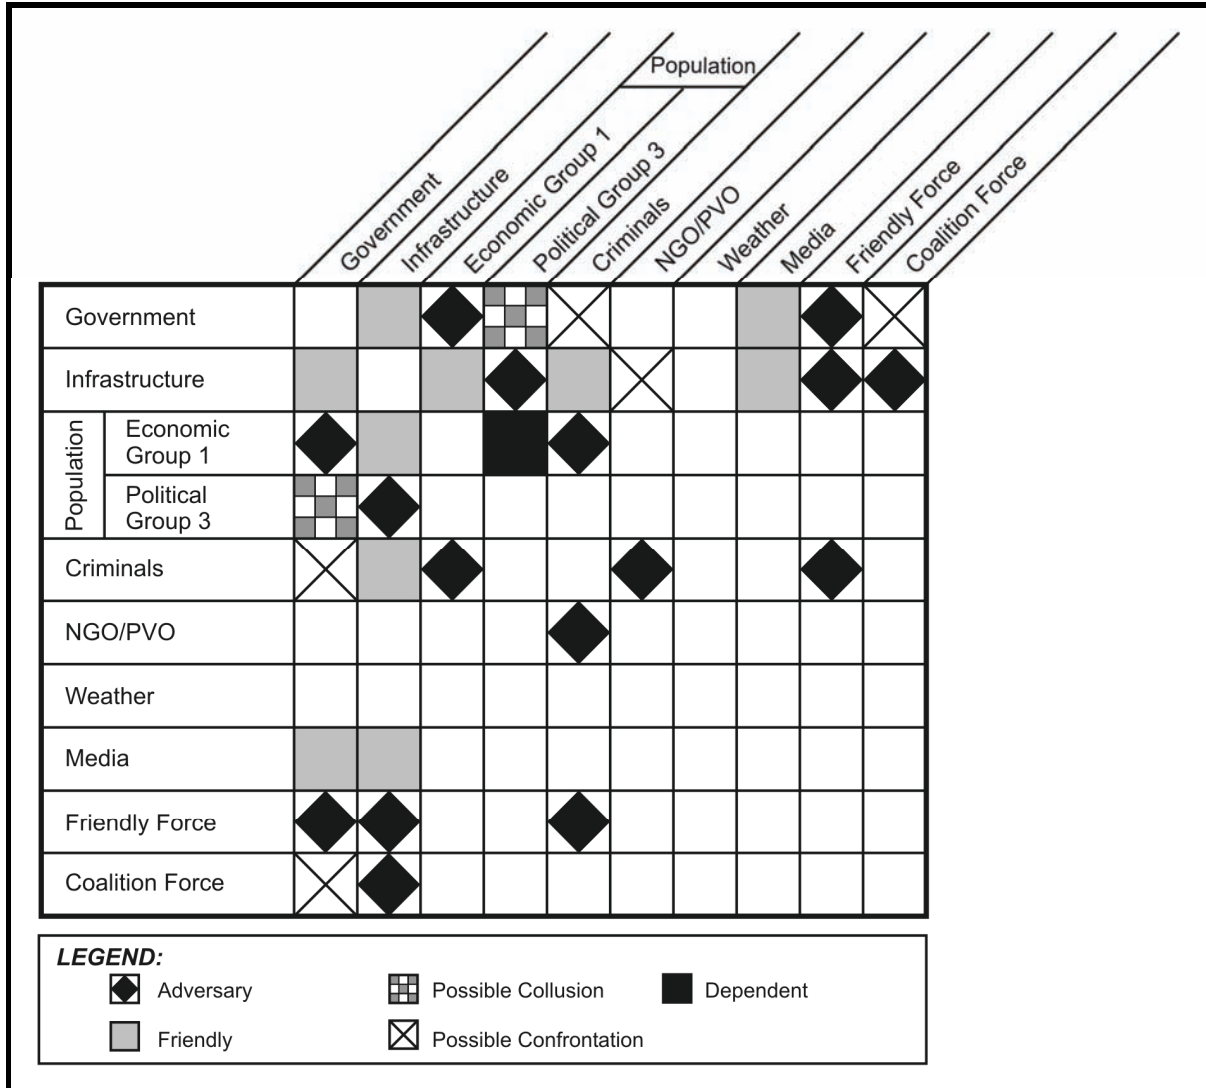 Population
Government
Infrastructure
Economic Group 1
Political Group 3
Criminals
NGO/PVO
Weather
Media
Friendly Force
Coalition Force
Government
Infrastructure
Population
Economic
Group 1
Political
Group 3
Criminals
NGO/PVO
Weather
Media
Friendly Force
Coalition Force
LEGEND:
Adversary
Possible Collusion
Dependent
Friendly
Possible Confrontation